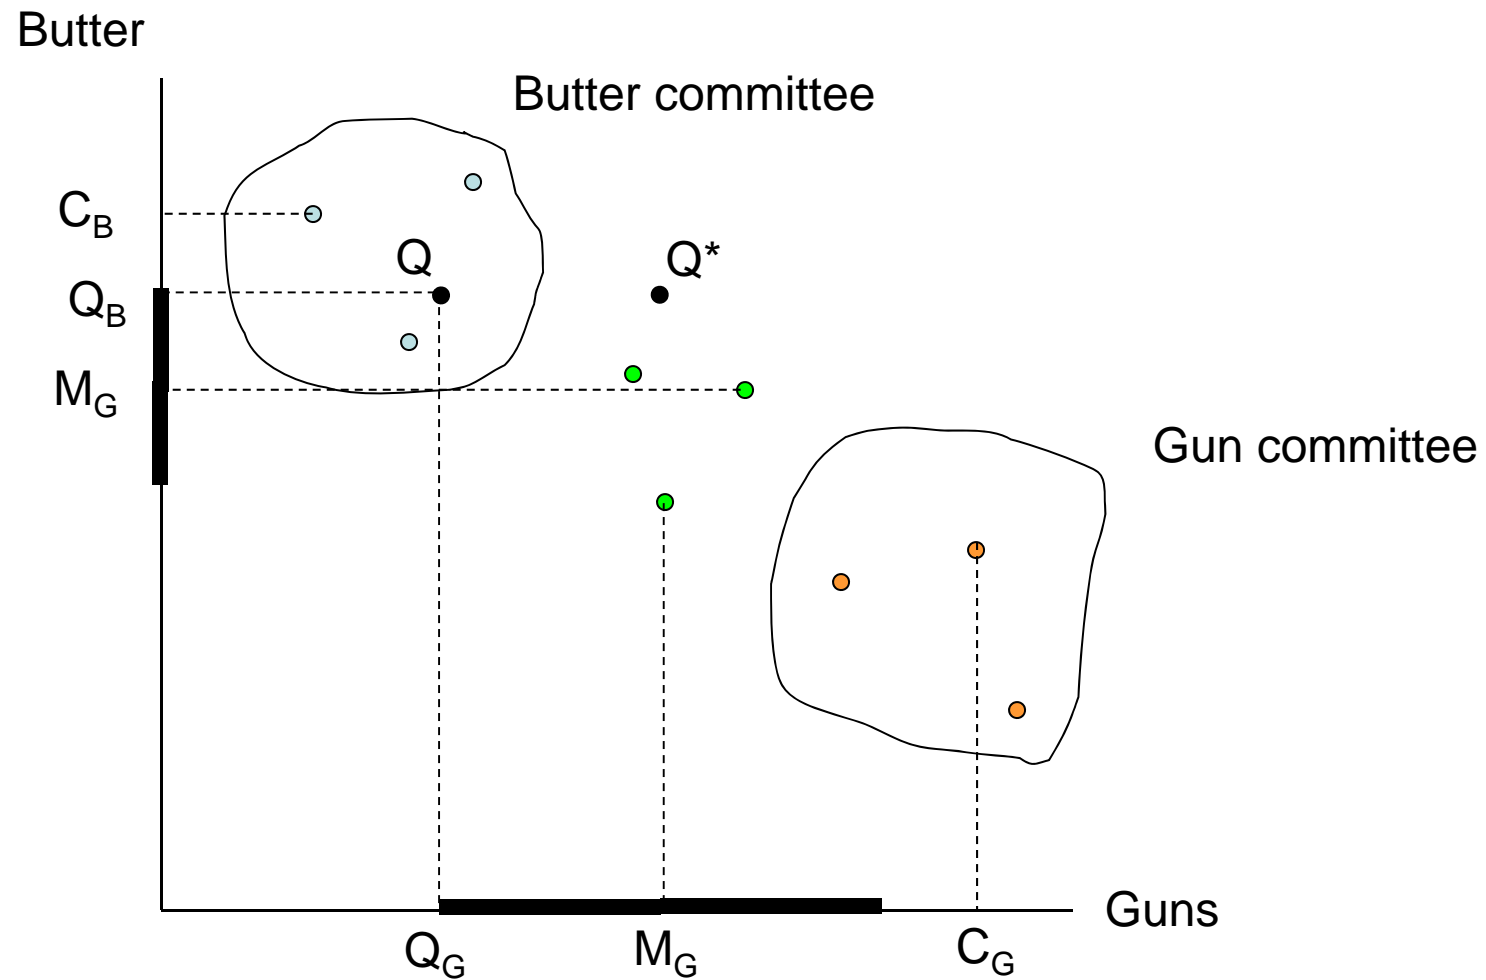 Butter
Butter committee
C_B
Q
Q*
Q_B
M_G
Gun committee
Guns
Q_G
M_G
C_G